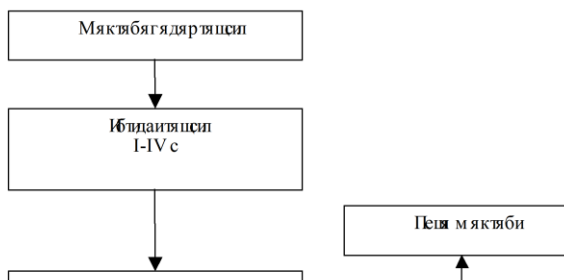 Мяктябягядяр тящсил
Ибтидаи тящсил
I-IV с
Пешя мяктяби